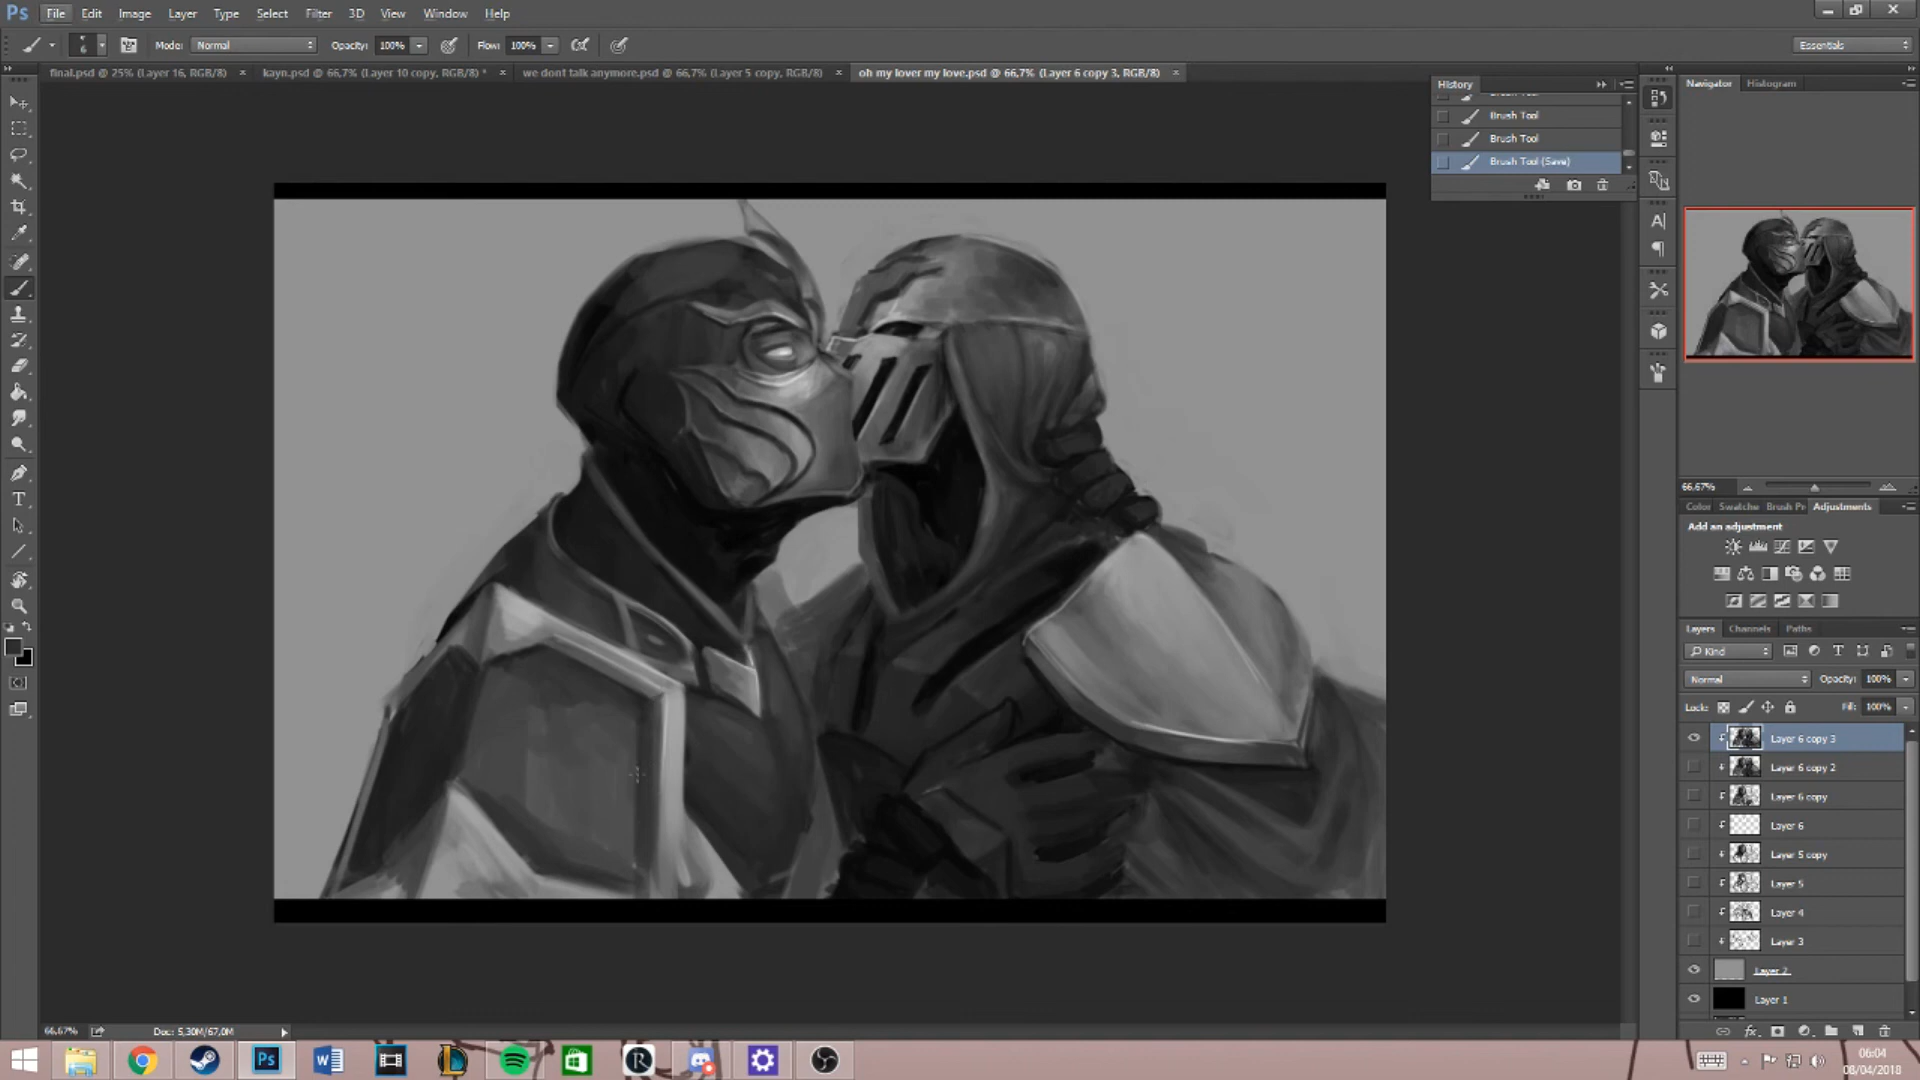 Ps File Edit Image Layer Type Select Filter 3D View Window Help
6 Mode: Normal Opacity: 100% Flow: 100% Essentials
final.psd @ 25% (Layer 16, RGB/8) × kayn.psd @ 66,7% (Layer 10 copy, RGB/8) * × we dont talk anymore.psd @ 66,7% (Layer 5 copy, RGB/8) × oh my lover my love.psd @ 66,7% (Layer 6 copy 3, RGB/8) ×
History
Brush Tool
Brush Tool
Brush Tool (Save)
Navigator Histogram
66.67%
Color Swatche Brush Pr Adjustments
Add an adjustment
Layers Channels Paths
Kind
Normal Opacity: 100%
Lock: Fill: 100%
Layer 6 copy 3
Layer 6 copy 2
Layer 6 copy
Layer 6
Layer 5 copy
Layer 5
Layer 4
Layer 3
Layer 2
Layer 1
66,67% Doc: 5,30M/67,0M
06:04
08/04/2018